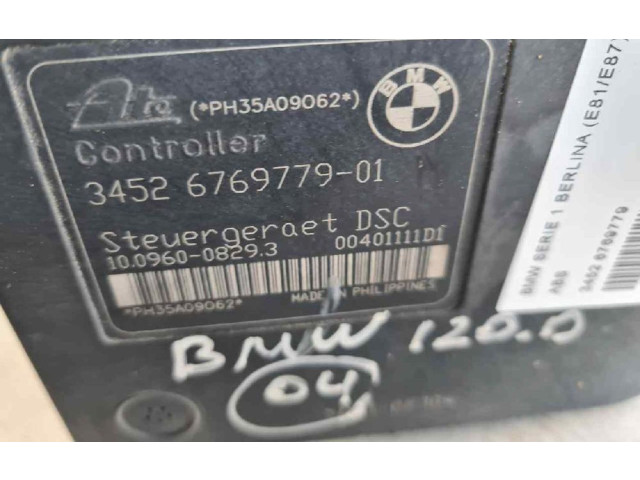 Ate (*PH35A09062*)
BMW
Controller
3452 6769779-01
Steuergeraet DSC
10.0960-0829.3 00401111D1
*PH35A09062*
MADE IN PHILIPPINES
BMW 120.D
04
BMW SERIE 1 BERLINA (E81/E87)
ABS
3452 6769779